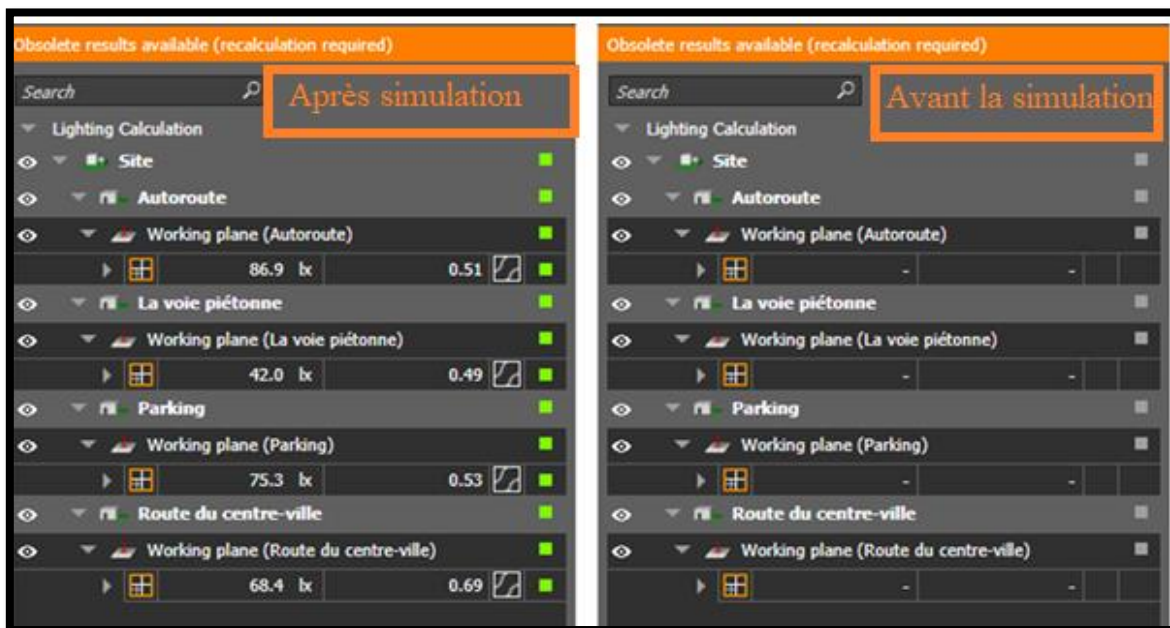 Obsolete results available (recalculation required)
Search
Après simulation
Lighting Calculation
Site
Autoroute
Working plane (Autoroute)
86.9 lx 0.51
La voie piétonne
Working plane (La voie piétonne)
42.0 lx 0.49
Parking
Working plane (Parking)
75.3 lx 0.53
Route du centre-ville
Working plane (Route du centre-ville)
68.4 lx 0.69
Obsolete results available (recalculation required)
Search
Avant la simulation
Lighting Calculation
Site
Autoroute
Working plane (Autoroute)
- -
La voie piétonne
Working plane (La voie piétonne)
- -
Parking
Working plane (Parking)
- -
Route du centre-ville
Working plane (Route du centre-ville)
- -